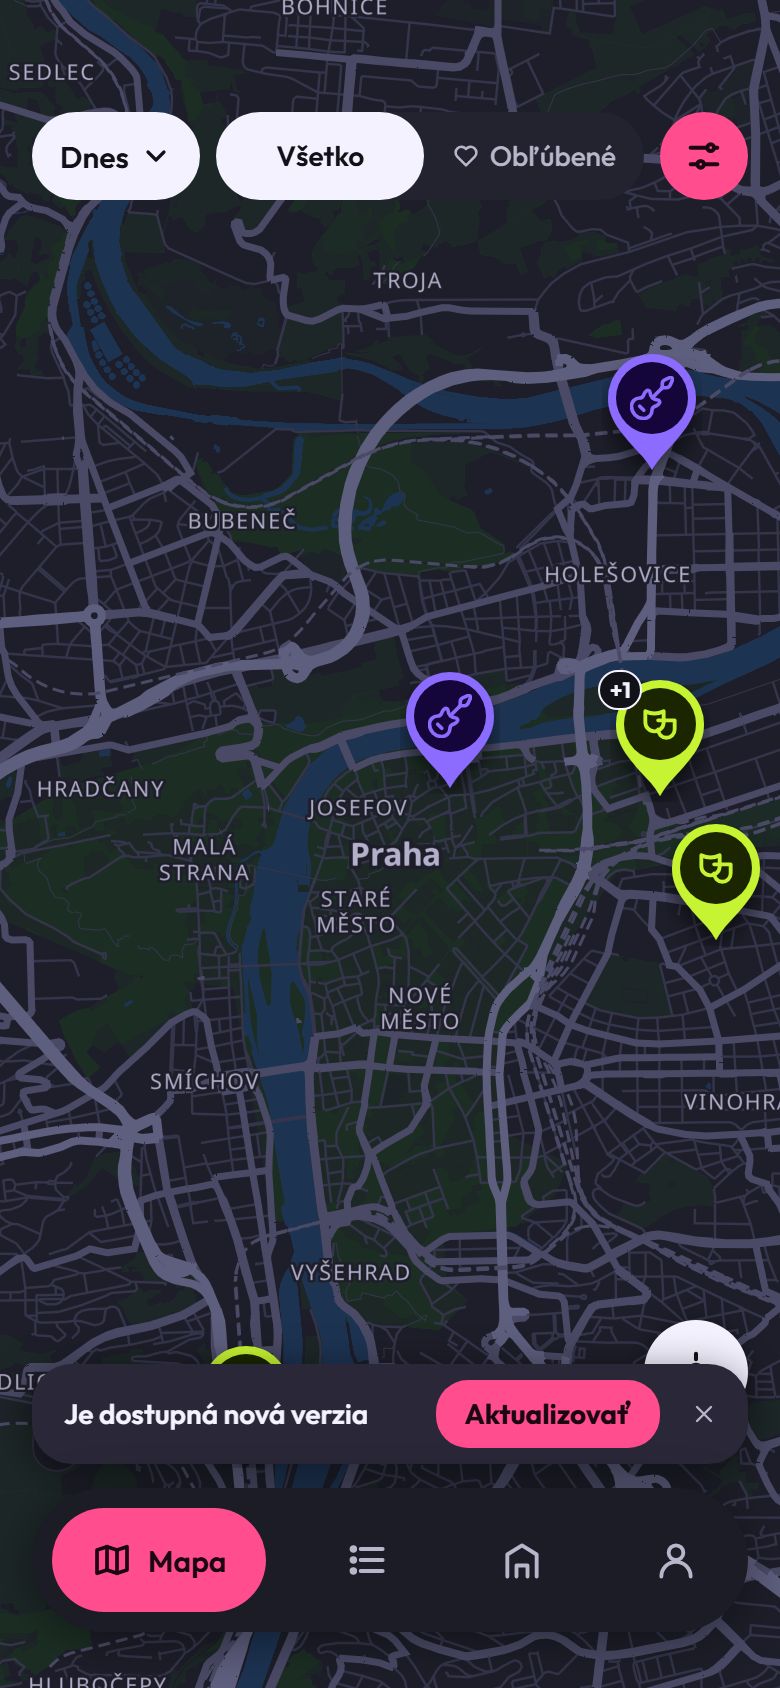 BOHNICE
SEDLEC
Dnes
Všetko
Obľúbené
TROJA
BUBENEČ
HOLEŠOVICE
+1
HRADČANY
JOSEFOV
MALÁ
STRANA
Praha
STARÉ
MĚSTO
NOVÉ
MĚSTO
SMÍCHOV
VINOHRA
VYŠEHRAD
DLIC
Je dostupná nová verzia
Aktualizovať
Mapa
HLUBOČEPY